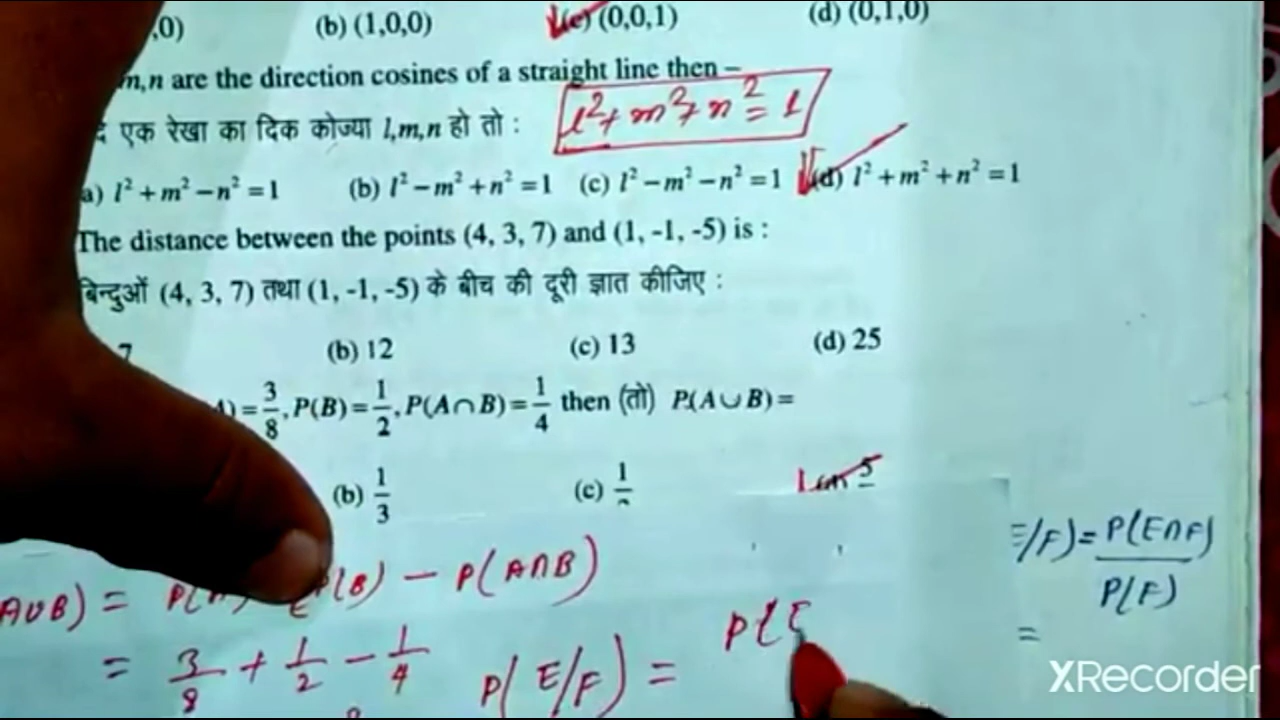 ,0) (b) (1,0,0) (c) (0,0,1) (d) (0,1,0)
m,n are the direction cosines of a straight line then –
l²+m²+n²=1
एक रेखा का दिक कोज्या l,m,n हो तो :
a) l²+m²−n²=1 (b) l²−m²+n²=1 (c) l²−m²−n²=1 (d) l²+m²+n²=1
The distance between the points (4, 3, 7) and (1, -1, -5) is :
बिन्दुओं (4, 3, 7) तथा (1, -1, -5) के बीच की दूरी ज्ञात कीजिए :
7 (b) 12 (c) 13 (d) 25
)=3/8, P(B)=1/2, P(A∩B)=1/4 then (तो) P(A∪B)=
(b) 1/3 (c) 5
E/F)=P(E∩F)/P(F)
A∪B) = P(B) − P(A∩B)
=
= 3/8 + 1/2 − 1/4
P(E/F) = P(E
XRecorder